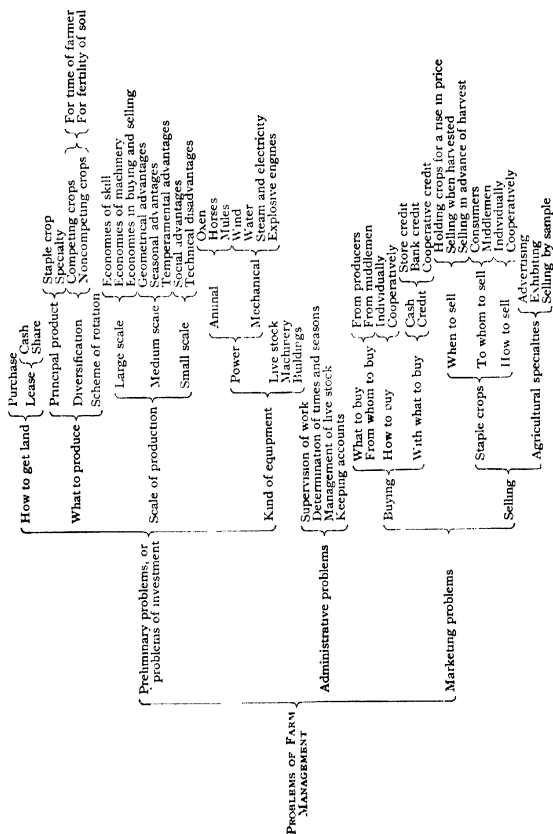 PROBLEMS OF FARM
MANAGEMENT
Preliminary problems, or
problems of investment
How to get land
Purchase
Lease
Cash
Share
What to produce
Principal product
Staple crop
Specialty
Diversification
Competing crops
Noncompeting crops
For time of farmer
For fertility of soil
Scheme of rotation
Scale of production
Large scale
Economies of skill
Economies of machinery
Economies in buying and selling
Medium scale
Geometrical advantages
Seasonal advantages
Temperamental advantages
Small scale
Social advantages
Technical disadvantages
Kind of equipment
Power
Animal
Oxen
Horses
Mules
Mechanical
Wind
Water
Steam and electricity
Explosive engines
Live stock
Machinery
Buildings
Administrative problems
Supervision of work
Determination of times and seasons
Management of live stock
Keeping accounts
Marketing problems
Buying
What to buy
From whom to buy
From producers
From middlemen
How to buy
Individually
Cooperatively
With what to buy
Cash
Credit
Store credit
Bank credit
Cooperative credit
Selling
Staple crops
When to sell
Holding crops for a rise in price
Selling when harvested
Selling in advance of harvest
To whom to sell
Consumers
Middlemen
How to sell
Individually
Cooperatively
Agricultural specialties
Advertising
Exhibiting
Selling by sample